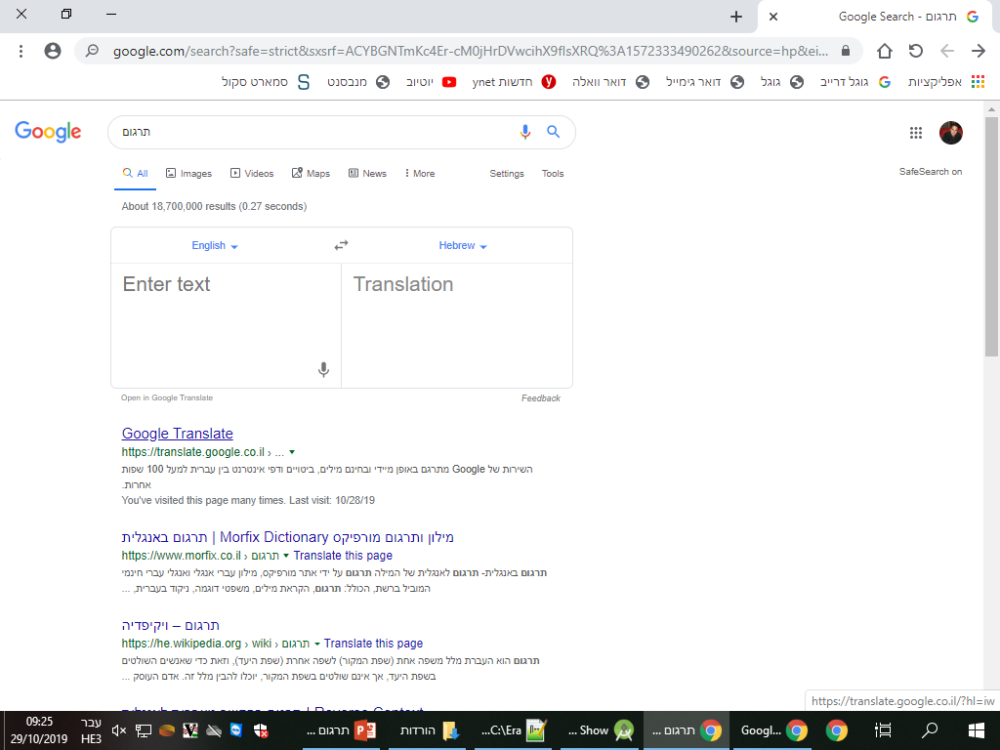 תרגום - Google Search
google.com/search?safe=strict&sxsrf=ACYBGNTmKc4Er-cM0jHrDVwcihX9flsXRQ%3A1572333490262&source=hp&ei...
אפליקציות
גוגל דרייב
גוגל
דואר גימייל
דואר וואלה
חדשות ynet
יוטיוב
מנבסנט
סמארט סקול
Google
תרגום
All Images Videos Maps News More Settings Tools
SafeSearch on
About 18,700,000 results (0.27 seconds)
English Hebrew
Enter text Translation
Open in Google Translate Feedback
Google Translate
https://translate.google.co.il › ...
השירות של Google מתרגם באופן מיידי ובחינם מילים, ביטויים ודפי אינטרנט בין עברית למעל 100 שפות
אחרות.
You've visited this page many times. Last visit: 10/28/19
תרגום באנגלית | Morfix Dictionary מילון ותרגום מורפיקס
https://www.morfix.co.il › תרגום Translate this page
תרגום באנגלית- תרגום לאנגלית של המילה תרגום על ידי אתר מורפיקס, מילון עברי אנגלי ואנגלי עברי חינמי
המוביל ברשת, הכולל: תרגום, הקראת מילים, משפטי דוגמה, ניקוד בעברית, ...
תרגום – ויקיפדיה
https://he.wikipedia.org › wiki › תרגום Translate this page
תרגום הוא העברת מלל משפה אחת (שפת המקור) לשפה אחרת (שפת היעד), וזאת כדי שאנשים השולטים
בשפת היעד, אך אינם שולטים בשפת המקור, יוכלו להבין מלל זה. אדם העוסק ...
https://translate.google.co.il/?hl=iw
Googl...
תרגום ...
Show ...
C:\Era...
הורדות
תרגום ...
עבר
HE3
09:25
29/10/2019